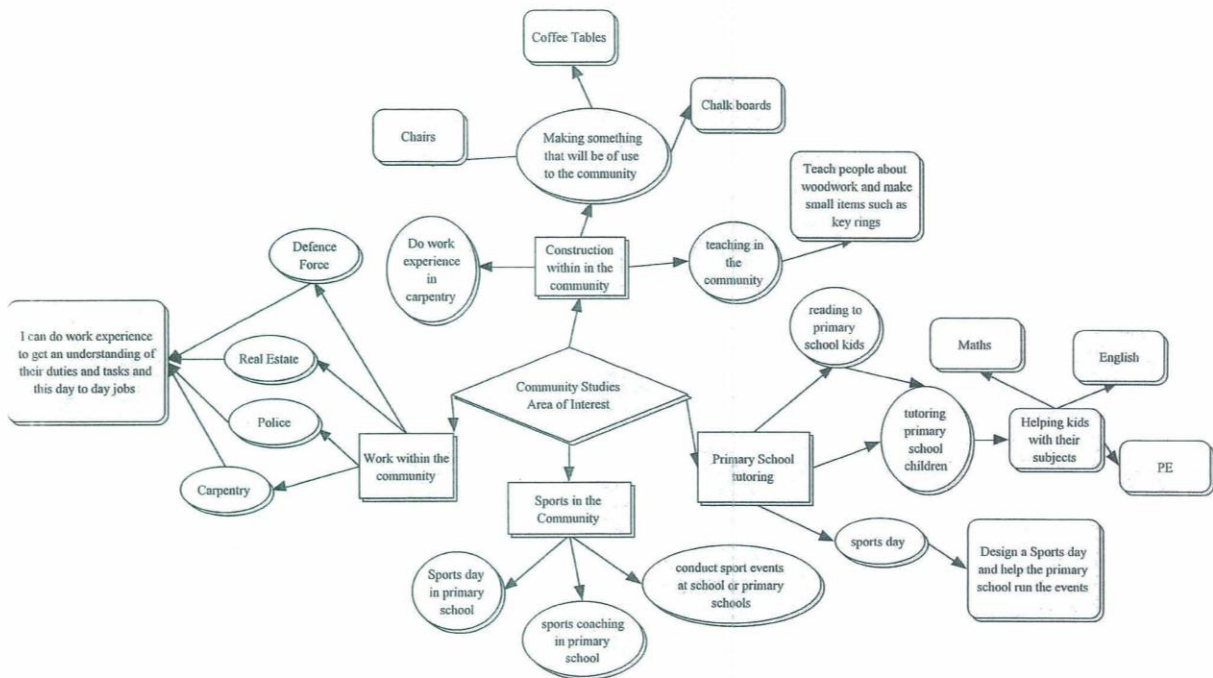 Coffee Tables
Chalk boards
Chairs
Making something
that will be of use
to the community
Teach people about
woodwork and make
small items such as
key rings
Defence
Force
Do work
experience
in
carpentry
Construction
within in the
community
teaching in
the
community
I can do work experience
to get an understanding of
their duties and tasks and
this day to day jobs
Real Estate
Community Studies
Area of Interest
reading to
primary
school kids
Maths
English
Police
Work within the
community
Primary School
tutoring
tutoring
primary
school
children
Helping kids
with their
subjects
PE
Carpentry
Sports in the
Community
sports day
Design a Sports day
and help the primary
school run the events
Sports day
in primary
school
sports coaching
in primary
school
conduct sport events
at school or primary
schools